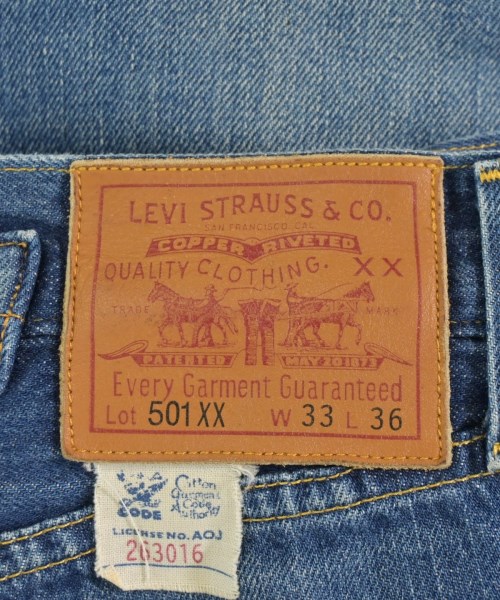 LEVI STRAUSS & CO.
SAN FRANCISCO CAL.
COPPER RIVETED
QUALITY CLOTHING. XX
TRADE MARK
PATENTED MAY 20 1873
Every Garment Guaranteed
Lot 501XX W 33 L 36
CODE
Cotton
Garment
Code
Authority
LICENSE NO. AOJ
263016